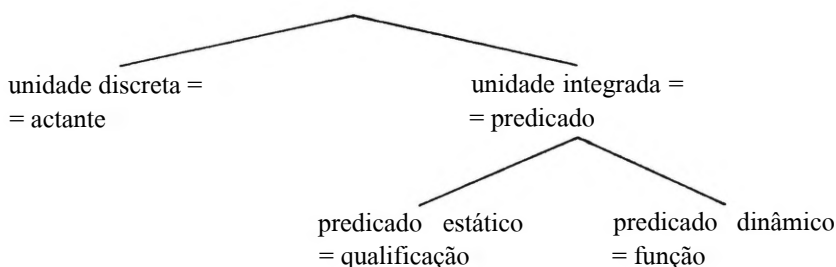 unidade discreta =
= actante
unidade integrada =
= predicado
predicado estático
= qualificação
predicado dinâmico
= função